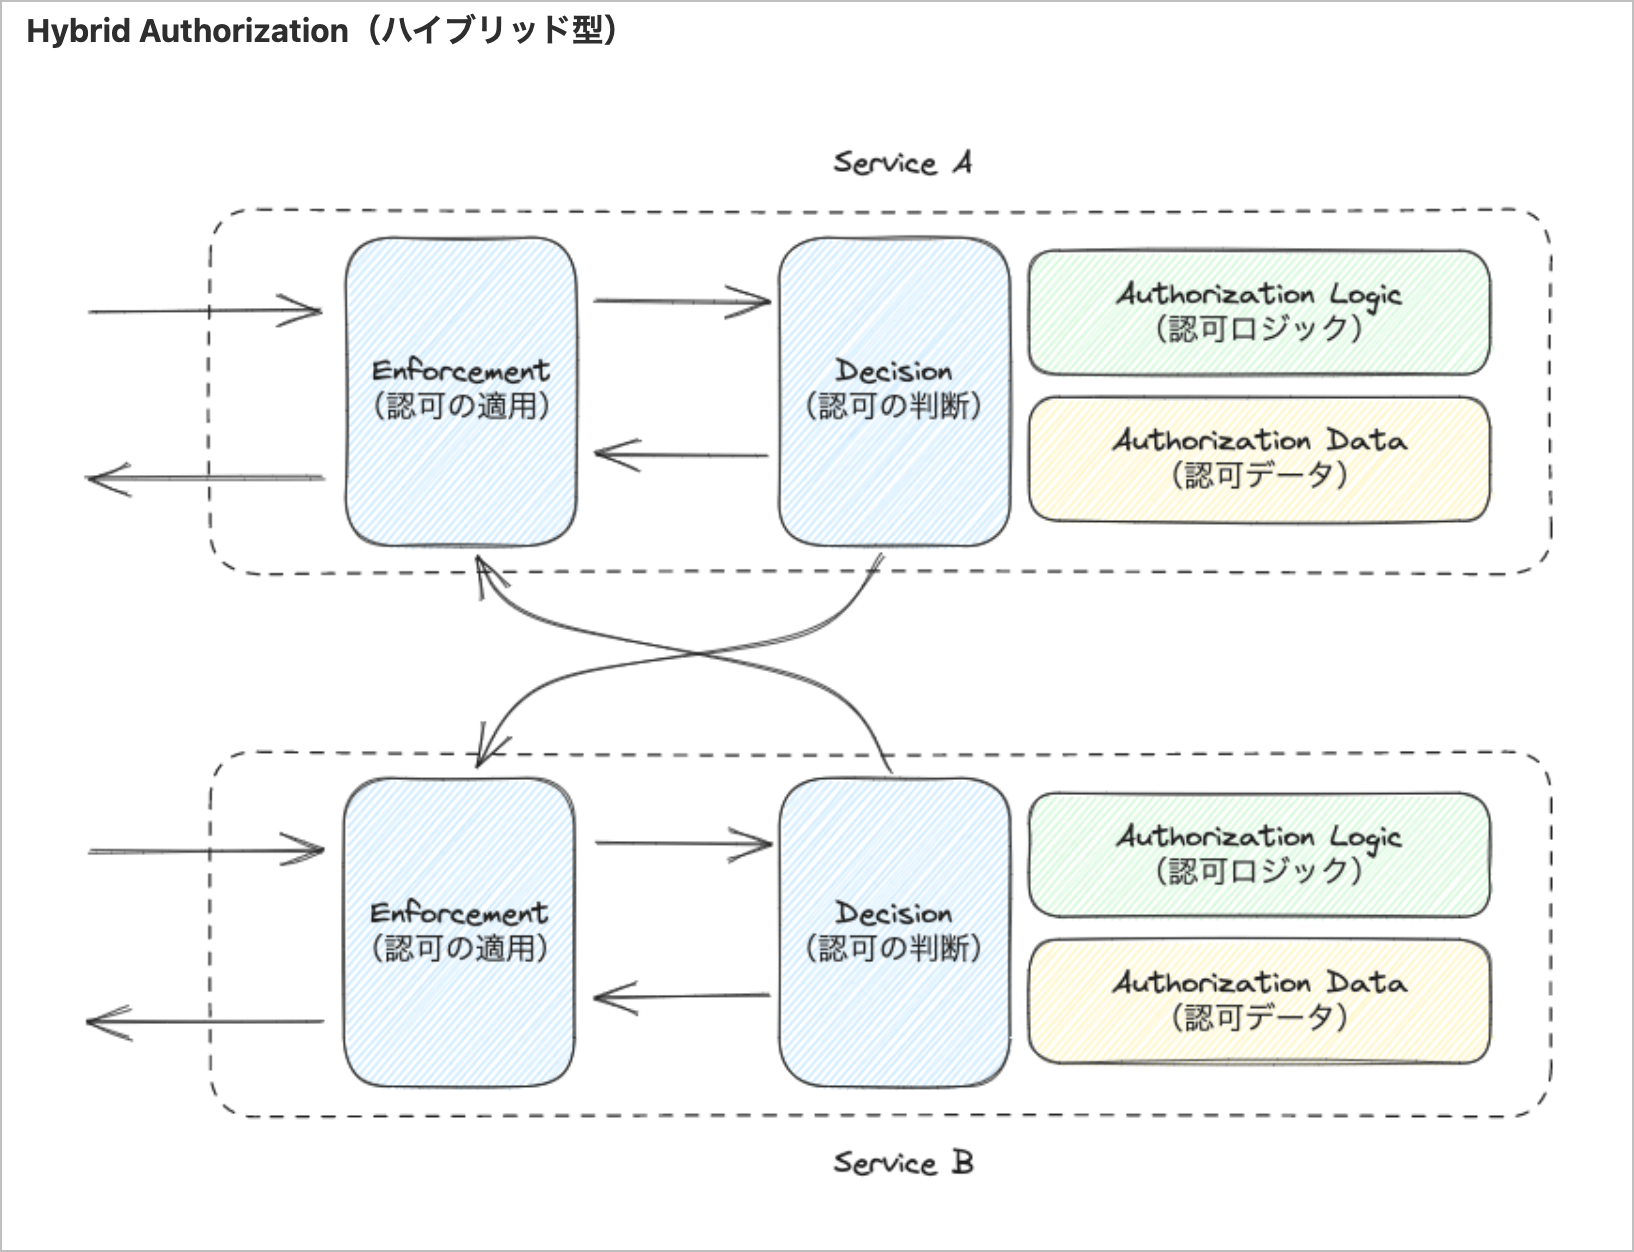 Hybrid Authorization（ハイブリッド型）
Service A
Enforcement
（認可の適用）
Decision
（認可の判断）
Authorization Logic
（認可ロジック）
Authorization Data
（認可データ）
Enforcement
（認可の適用）
Decision
（認可の判断）
Authorization Logic
（認可ロジック）
Authorization Data
（認可データ）
Service B